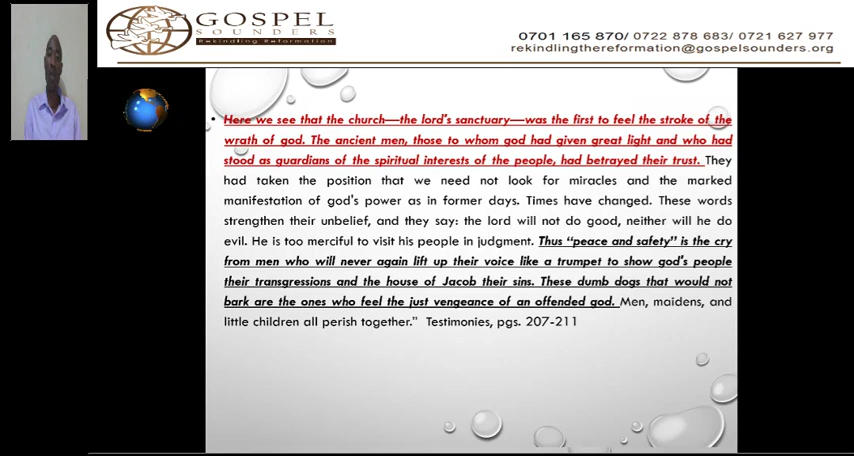 GOSPEL
SOUNDERS
Rekindling Reformation
0701 165 870/ 0722 878 683/ 0721 627 977
rekindlingthereformation@gospelsounders.org
• Here we see that the church—the lord's sanctuary—was the first to feel the stroke of the
wrath of god. The ancient men, those to whom god had given great light and who had
stood as guardians of the spiritual interests of the people, had betrayed their trust. They
had taken the position that we need not look for miracles and the marked
manifestation of god's power as in former days. Times have changed. These words
strengthen their unbelief, and they say: the lord will not do good, neither will he do
evil. He is too merciful to visit his people in judgment. Thus “peace and safety” is the cry
from men who will never again lift up their voice like a trumpet to show god's people
their transgressions and the house of Jacob their sins. These dumb dogs that would not
bark are the ones who feel the just vengeance of an offended god. Men, maidens, and
little children all perish together.” Testimonies, pgs. 207-211